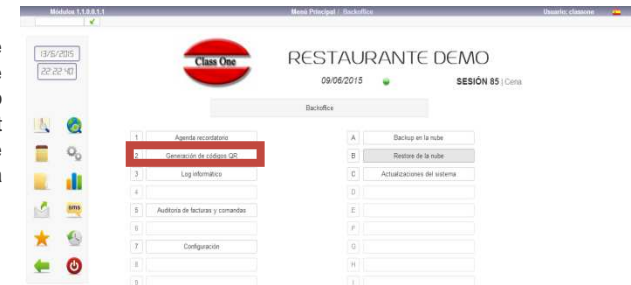 Módulos 1.1.9.6.1.1
Menú Principal / Backoffice
Usuario: classone
13/6/2015
22:22:40
Class One
RESTAURANTE DEMO
09/06/2015
SESIÓN 85 | Cena
Backoffice
1 Agenda recordatorio
A Backup en la nube
2 Generación de códigos QR
B Restore de la nube
3 Log informático
C Actualizaciones del sistema
4
D
5 Auditoría de facturas y comandas
E
6
F
7 Configuración
G
8
H
9
I
sms